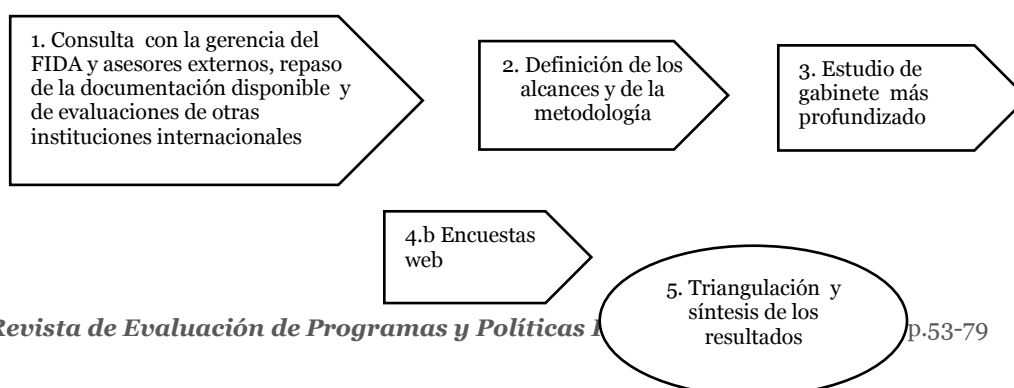 1. Consulta con la gerencia del
FIDA y asesores externos, repaso
de la documentación disponible y
de evaluaciones de otras
instituciones internacionales
2. Definición de los
alcances y de la
metodología
3. Estudio de
gabinete más
profundizado
4.b Encuestas
web
5. Triangulación y
síntesis de los
resultados
Revista de Evaluación de Programas y Políticas p.53-79